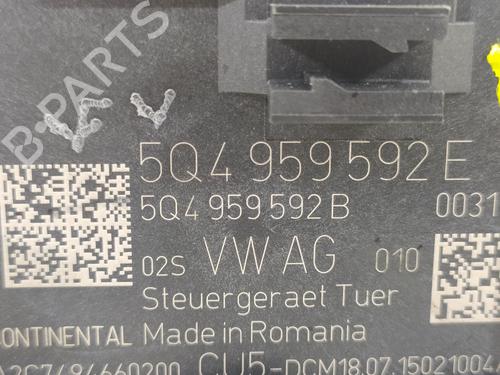 B-PARTS
5Q4 959 592 E
5Q4 959 592 B 0031
02S VW AG 010
Steuergeraet Tuer
CONTINENTAL Made in Romania
A2C7494660200 CU5-DCM18.07.15021004